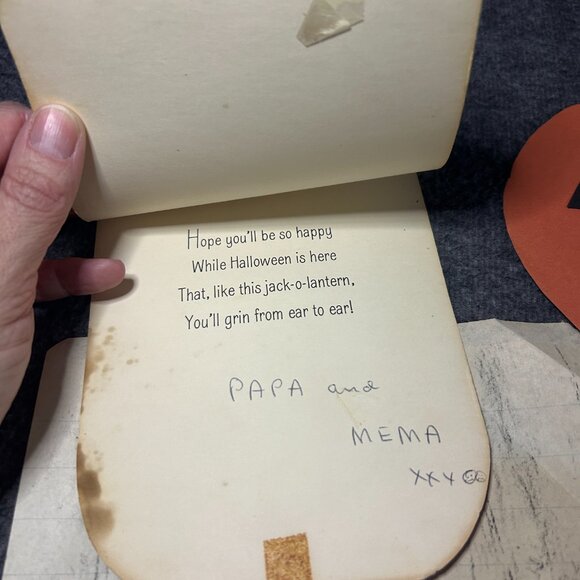 Hope you'll be so happy
While Halloween is here
That, like this jack-o-lantern,
You'll grin from ear to ear!
PAPA and
MEMA
XXX